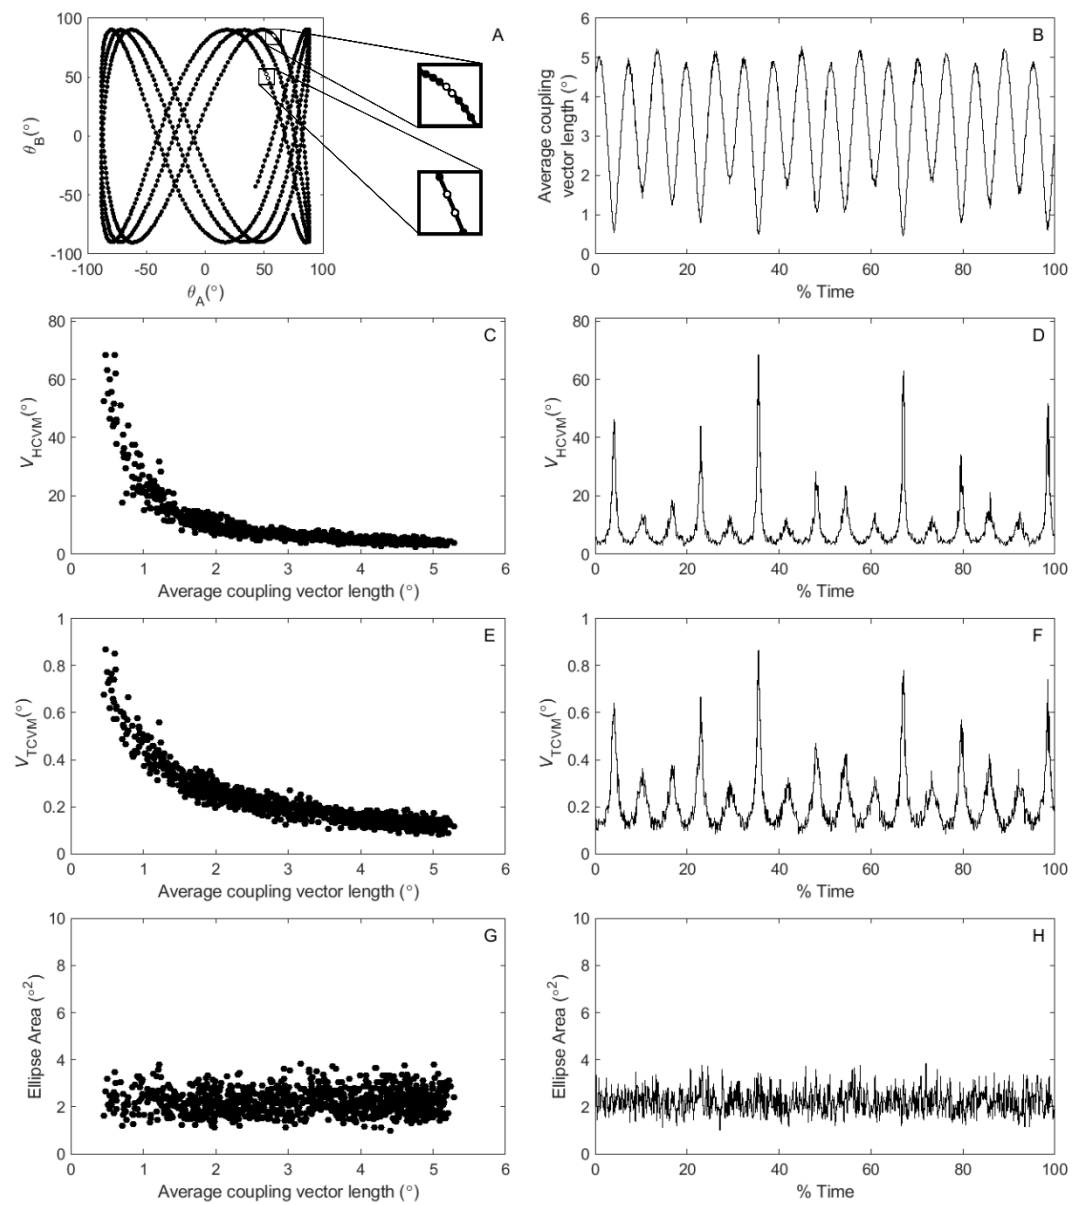 A
100
50
0
-50
-100
θB(°)
-100 -50 0 50 100
θA(°)
B
6
5
4
3
2
1
0
Average coupling
vector length (°)
0 20 40 60 80 100
% Time
C
80
60
40
20
0
VHCVM(°)
0 1 2 3 4 5 6
Average coupling vector length (°)
D
80
60
40
20
0
VHCVM(°)
0 20 40 60 80 100
% Time
E
1
0.8
0.6
0.4
0.2
0
VTCVM(°)
0 1 2 3 4 5 6
Average coupling vector length (°)
F
1
0.8
0.6
0.4
0.2
0
VTCVM(°)
0 20 40 60 80 100
% Time
G
10
8
6
4
2
0
Ellipse Area (°2)
0 1 2 3 4 5 6
Average coupling vector length (°)
H
10
8
6
4
2
0
Ellipse Area (°2)
0 20 40 60 80 100
% Time